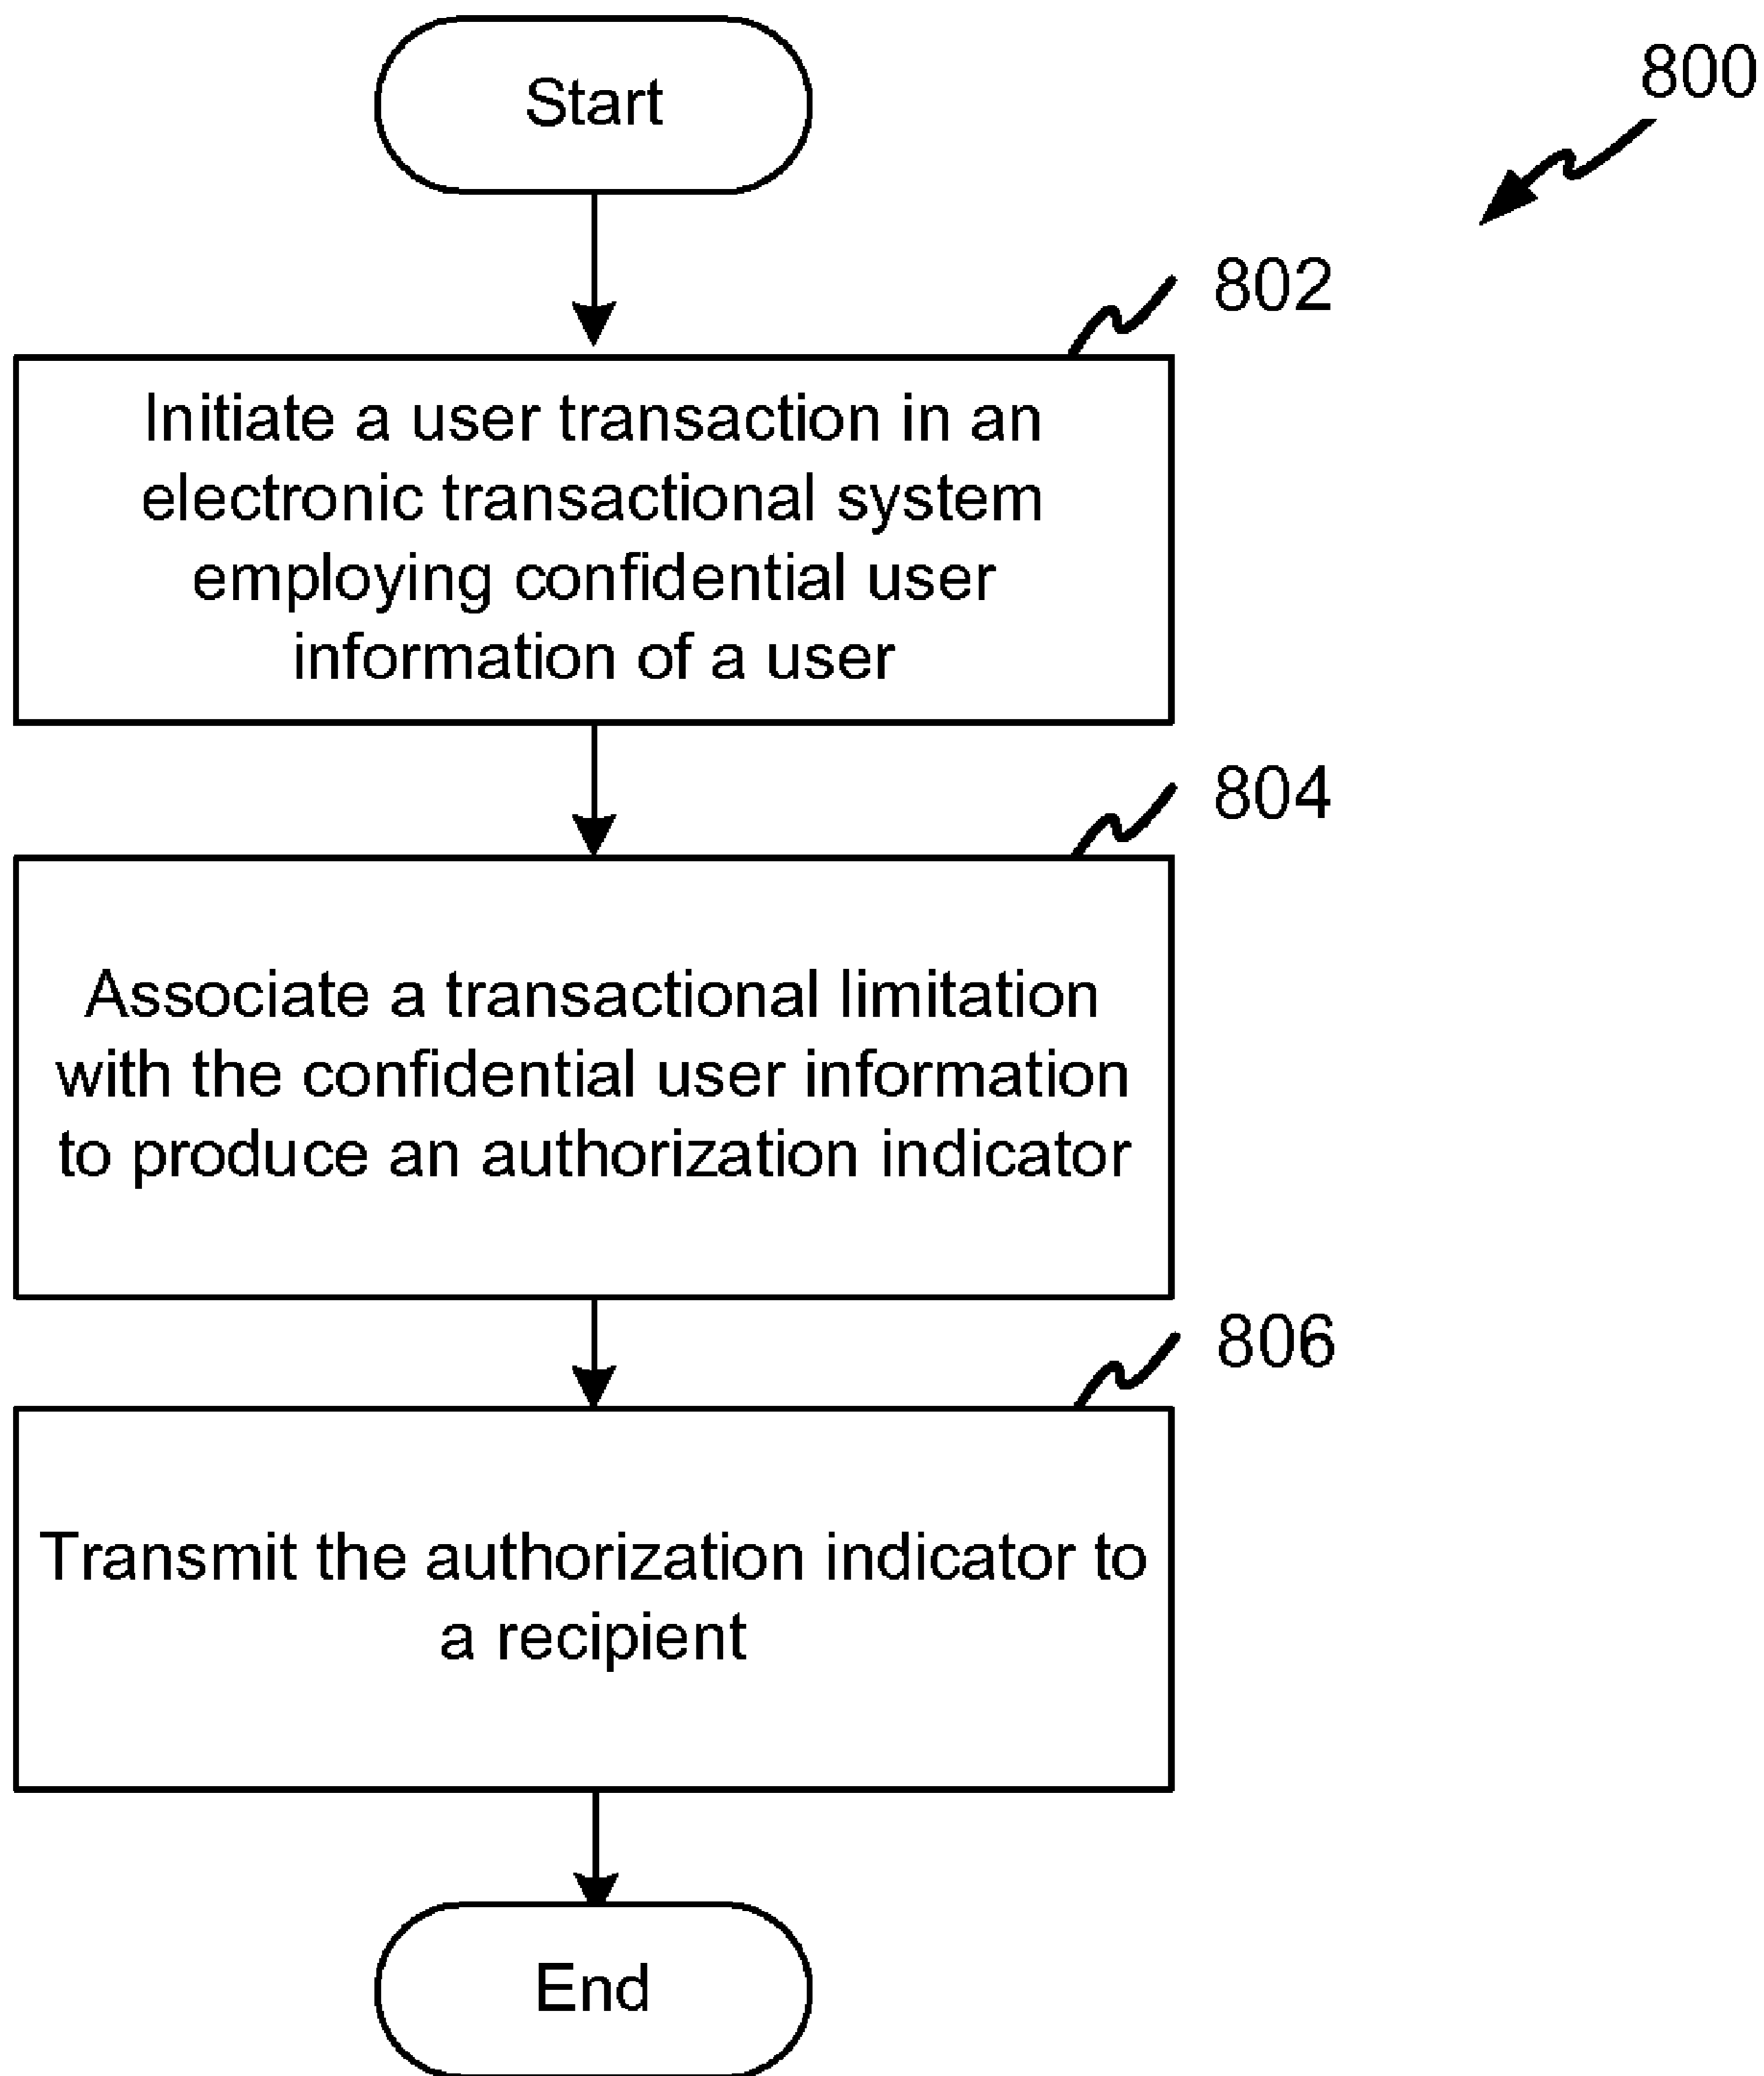 Start
800
802
Initiate a user transaction in an
electronic transactional system
employing confidential user
information of a user
804
Associate a transactional limitation
with the confidential user information
to produce an authorization indicator
806
Transmit the authorization indicator to
a recipient
End